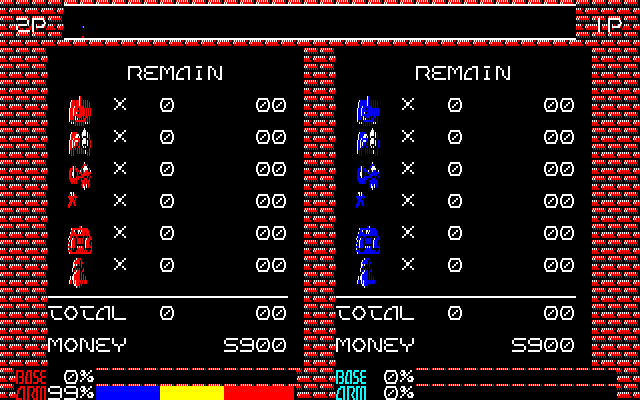 2P 1P
REMAIN REMAIN
× 0 00 × 0 00
× 0 00 × 0 00
× 0 00 × 0 00
× 0 00 × 0 00
× 0 00 × 0 00
× 0 00 × 0 00
TOTAL 0 00 TOTAL 0 00
MONEY 5900 MONEY 5900
BASE 0% BASE 0%
ARM 99% ARM 0%